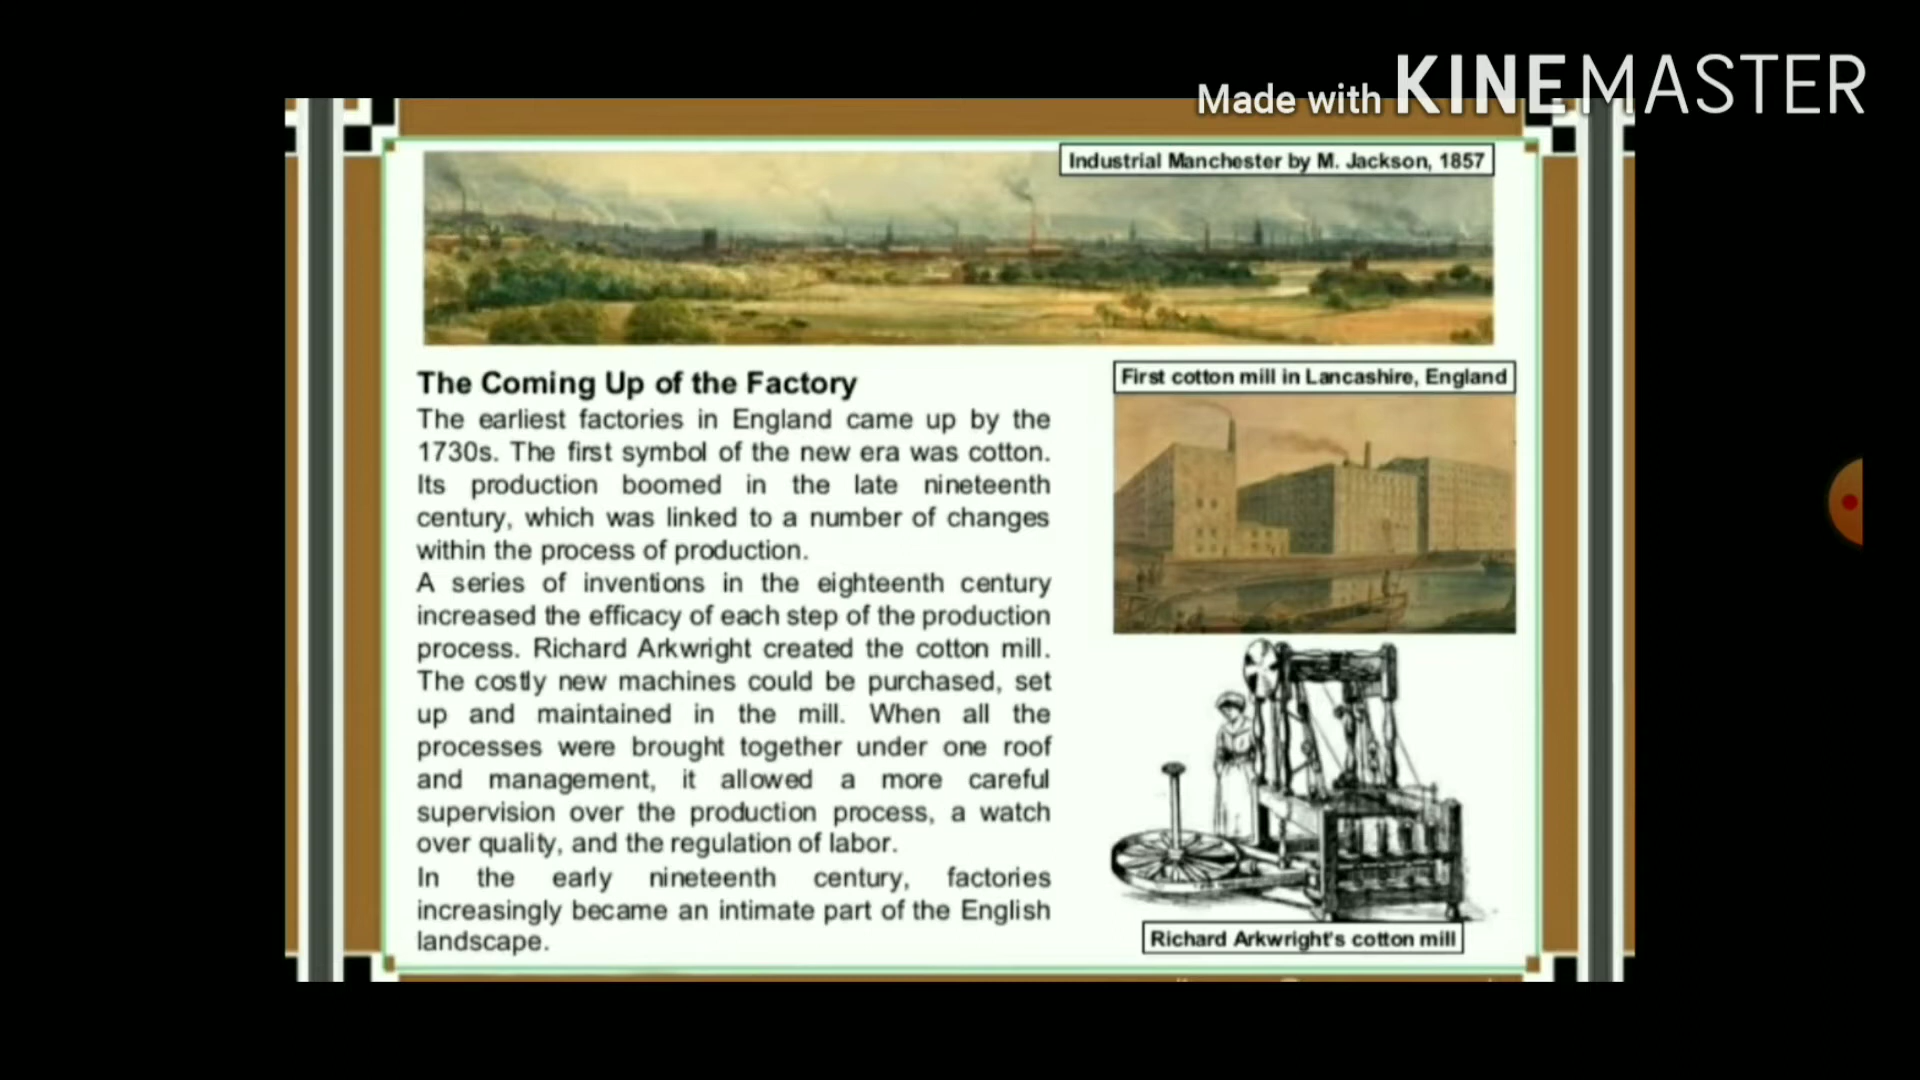 Made with KINEMASTER
Industrial Manchester by M. Jackson, 1857
The Coming Up of the Factory
The earliest factories in England came up by the
1730s. The first symbol of the new era was cotton.
Its production boomed in the late nineteenth
century, which was linked to a number of changes
within the process of production.
A series of inventions in the eighteenth century
increased the efficacy of each step of the production
process. Richard Arkwright created the cotton mill.
The costly new machines could be purchased, set
up and maintained in the mill. When all the
processes were brought together under one roof
and management, it allowed a more careful
supervision over the production process, a watch
over quality, and the regulation of labor.
In the early nineteenth century, factories
increasingly became an intimate part of the English
landscape.
First cotton mill in Lancashire, England
Richard Arkwright's cotton mill